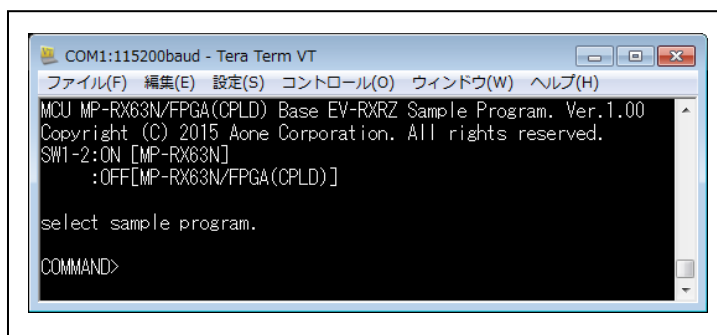 COM1:115200baud - Tera Term VT
ファイル(F) 編集(E) 設定(S) コントロール(O) ウィンドウ(W) ヘルプ(H)
MCU MP-RX63N/FPGA(CPLD) Base EV-RXRZ Sample Program. Ver.1.00
Copyright (C) 2015 Aone Corporation. All rights reserved.
SW1-2:ON [MP-RX63N]
:OFF[MP-RX63N/FPGA(CPLD)]
select sample program.
COMMAND>